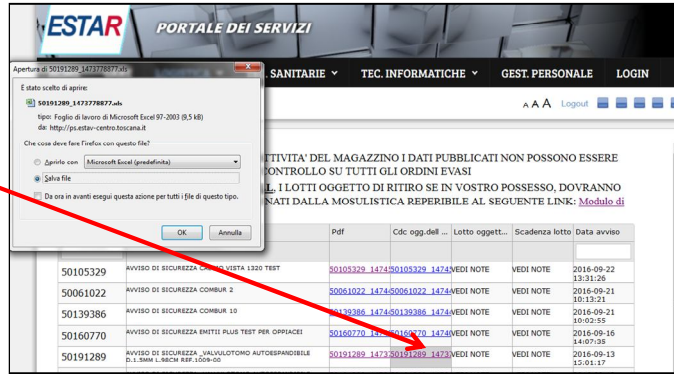 ESTAR PORTALE DEI SERVIZI
SANITARIE TEC. INFORMATICHE GEST. PERSONALE LOGIN
A A A Logout
Apertura di 50191289_1473778877.xls
È stato scelto di aprire:
50191289_1473778877.xls
tipo: Foglio di lavoro di Microsoft Excel 97-2003 (9,5 kB)
da: http://ps.estav-centro.toscana.it
Che cosa deve fare Firefox con questo file?
Aprirlo con Microsoft Excel (predefinita)
Salva file
Da ora in avanti esegui questa azione per tutti i file di questo tipo.
OK Annulla
TTIVITA' DEL MAGAZZINO I DATI PUBBLICATI NON POSSONO ESSERE
CONTROLLO SU TUTTI GLI ORDINI EVASI
L. I LOTTI OGGETTO DI RITIRO SE IN VOSTRO POSSESSO, DOVRANNO
NATI DALLA MOSULISTICA REPERIBILE AL SEGUENTE LINK: Modulo di
Pdf Cdc ogg.dell ... Lotto oggett... Scadenza lotto Data avviso
50105329 AVVISO DI SICUREZZA VISTA 1320 TEST 50105329_1474 50105329_1474 VEDI NOTE VEDI NOTE 2016-09-22
13:31:26
50061022 AVVISO DI SICUREZZA COMBUR 2 50061022_1474 50061022_1474 VEDI NOTE VEDI NOTE 2016-09-21
10:13:21
50139386 AVVISO DI SICUREZZA COMBUR 10 50139386_1474 50139386_1474 VEDI NOTE VEDI NOTE 2016-09-21
10:02:55
50160770 AVVISO DI SICUREZZA EMITII PLUS TEST PER OPPIACEI 50160770_147 50160770_1474 VEDI NOTE VEDI NOTE 2016-09-16
14:07:35
50191289 AVVISO DI SICUREZZA _VALVULOTOMO AUTOESPANDIBILE 50191289_1473 50191289_1473 VEDI NOTE VEDI NOTE 2016-09-13
D.1.5MM L.98CM REF.1009-00 15:01:17